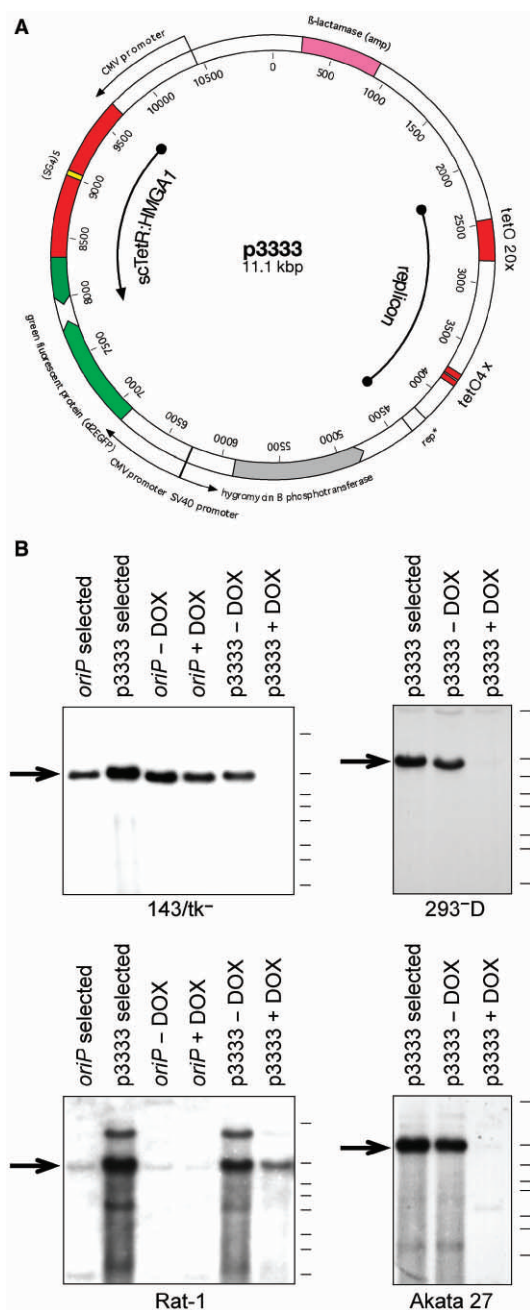 A
CMV promoter
ß-lactamase (amp)
0
500
1000
1500
2000
2500
3000
3500
4000
4500
5000
5500
6000
6500
7000
7500
8000
8500
9000
9500
10000
10500
(SG4)5
scTetR:HMGA1
p3333
11.1 kbp
replicon
tetO 20x
tetO4 x
rep*
green fluorescent protein (d2EGFP)
CMV promoter
SV40 promoter
hygromycin B phosphotransferase
B
oriP selected
p3333 selected
oriP – DOX
oriP + DOX
p3333 – DOX
p3333 + DOX
143/tk⁻
p3333 selected
p3333 – DOX
p3333 + DOX
293⁻D
oriP selected
p3333 selected
oriP – DOX
oriP + DOX
p3333 – DOX
p3333 + DOX
Rat-1
p3333 selected
p3333 – DOX
p3333 + DOX
Akata 27